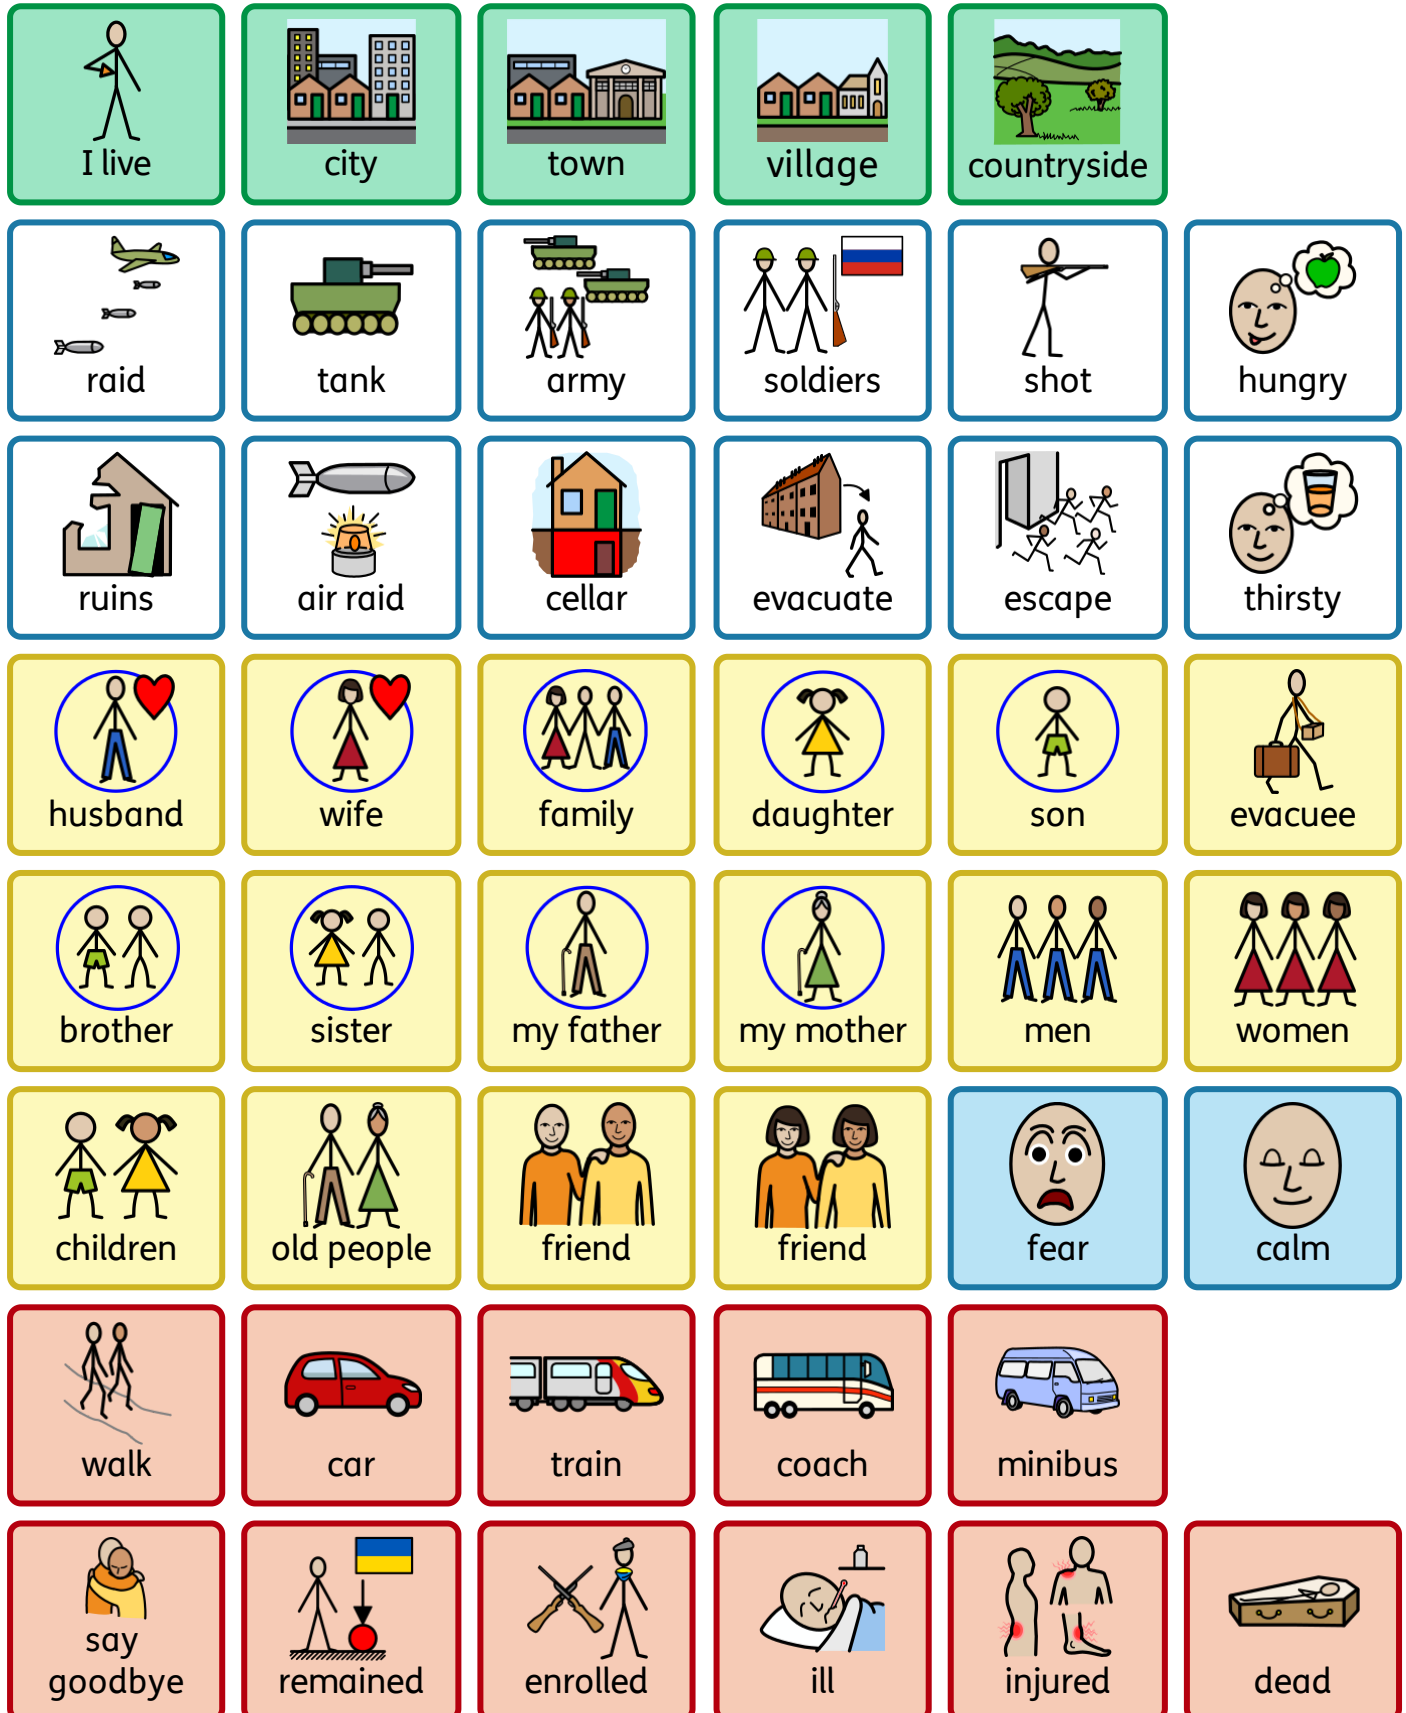 I live
city
town
village
countryside
raid
tank
army
soldiers
shot
hungry
ruins
air raid
cellar
evacuate
escape
thirsty
husband
wife
family
daughter
son
evacuee
brother
sister
my father
my mother
men
women
children
old people
friend
friend
fear
calm
walk
car
train
coach
minibus
say
goodbye
remained
enrolled
ill
injured
dead